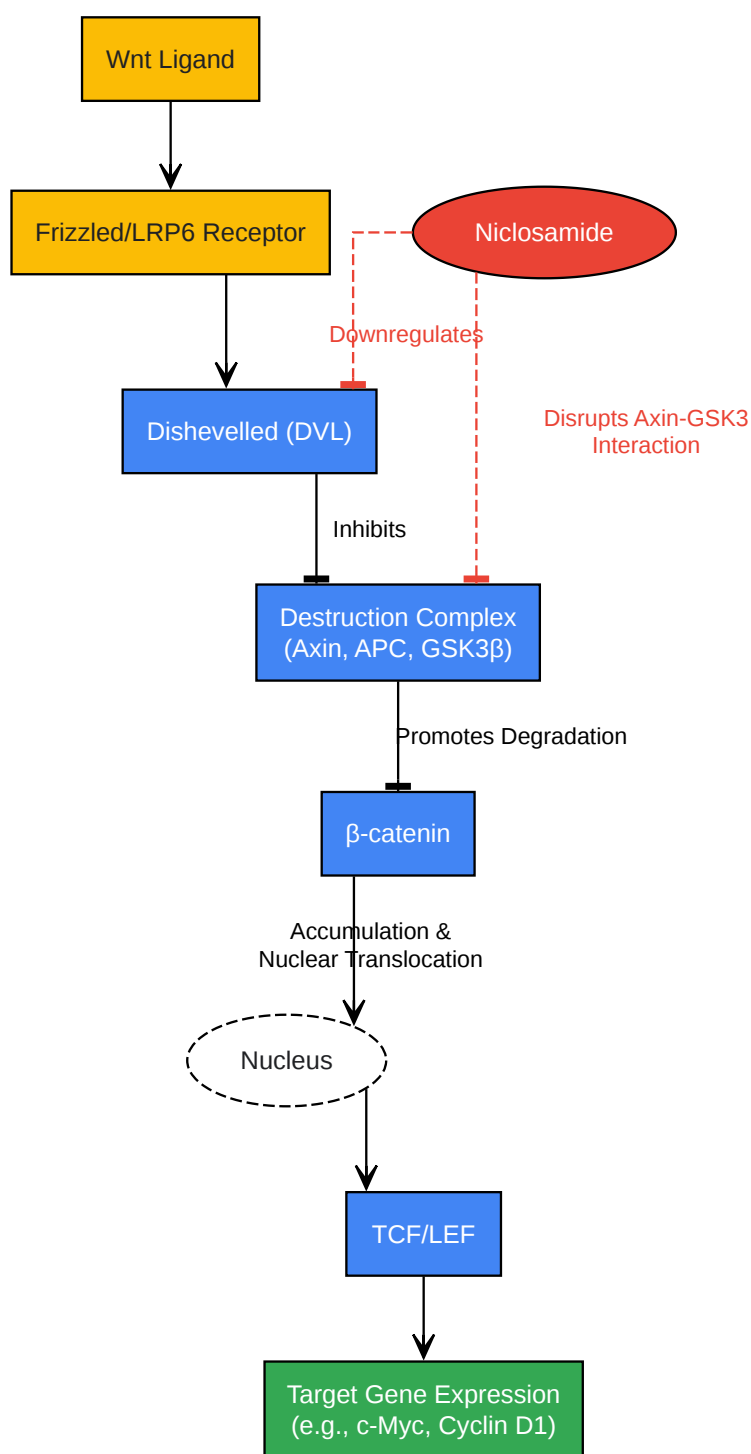 Wnt Ligand
Frizzled/LRP6 Receptor
Niclosamide
Downregulates
Dishevelled (DVL)
Disrupts Axin-GSK3
Interaction
Inhibits
Destruction Complex
(Axin, APC, GSK3β)
Promotes Degradation
β-catenin
Accumulation &
Nuclear Translocation
Nucleus
TCF/LEF
Target Gene Expression
(e.g., c-Myc, Cyclin D1)